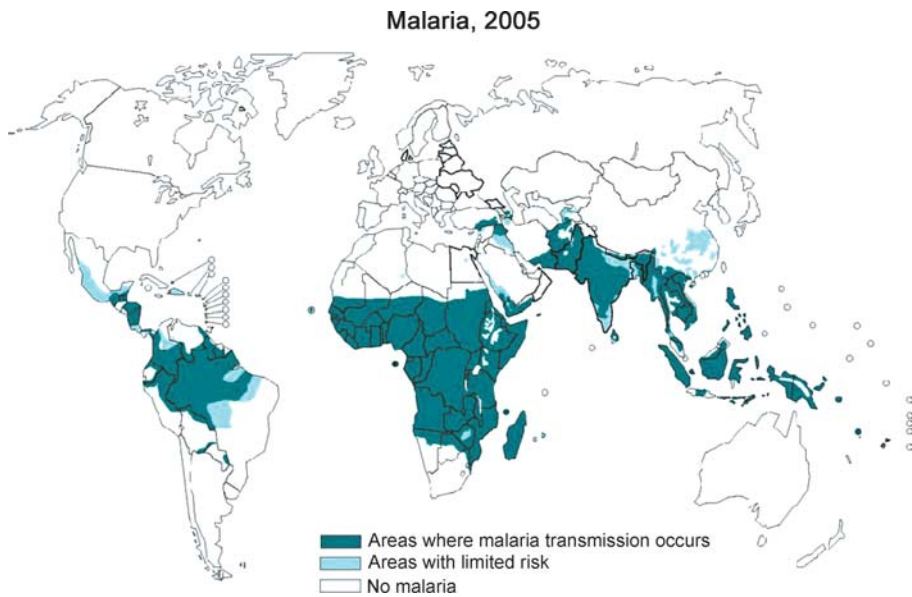 Malaria, 2005
Areas where malaria transmission occurs
Areas with limited risk
No malaria